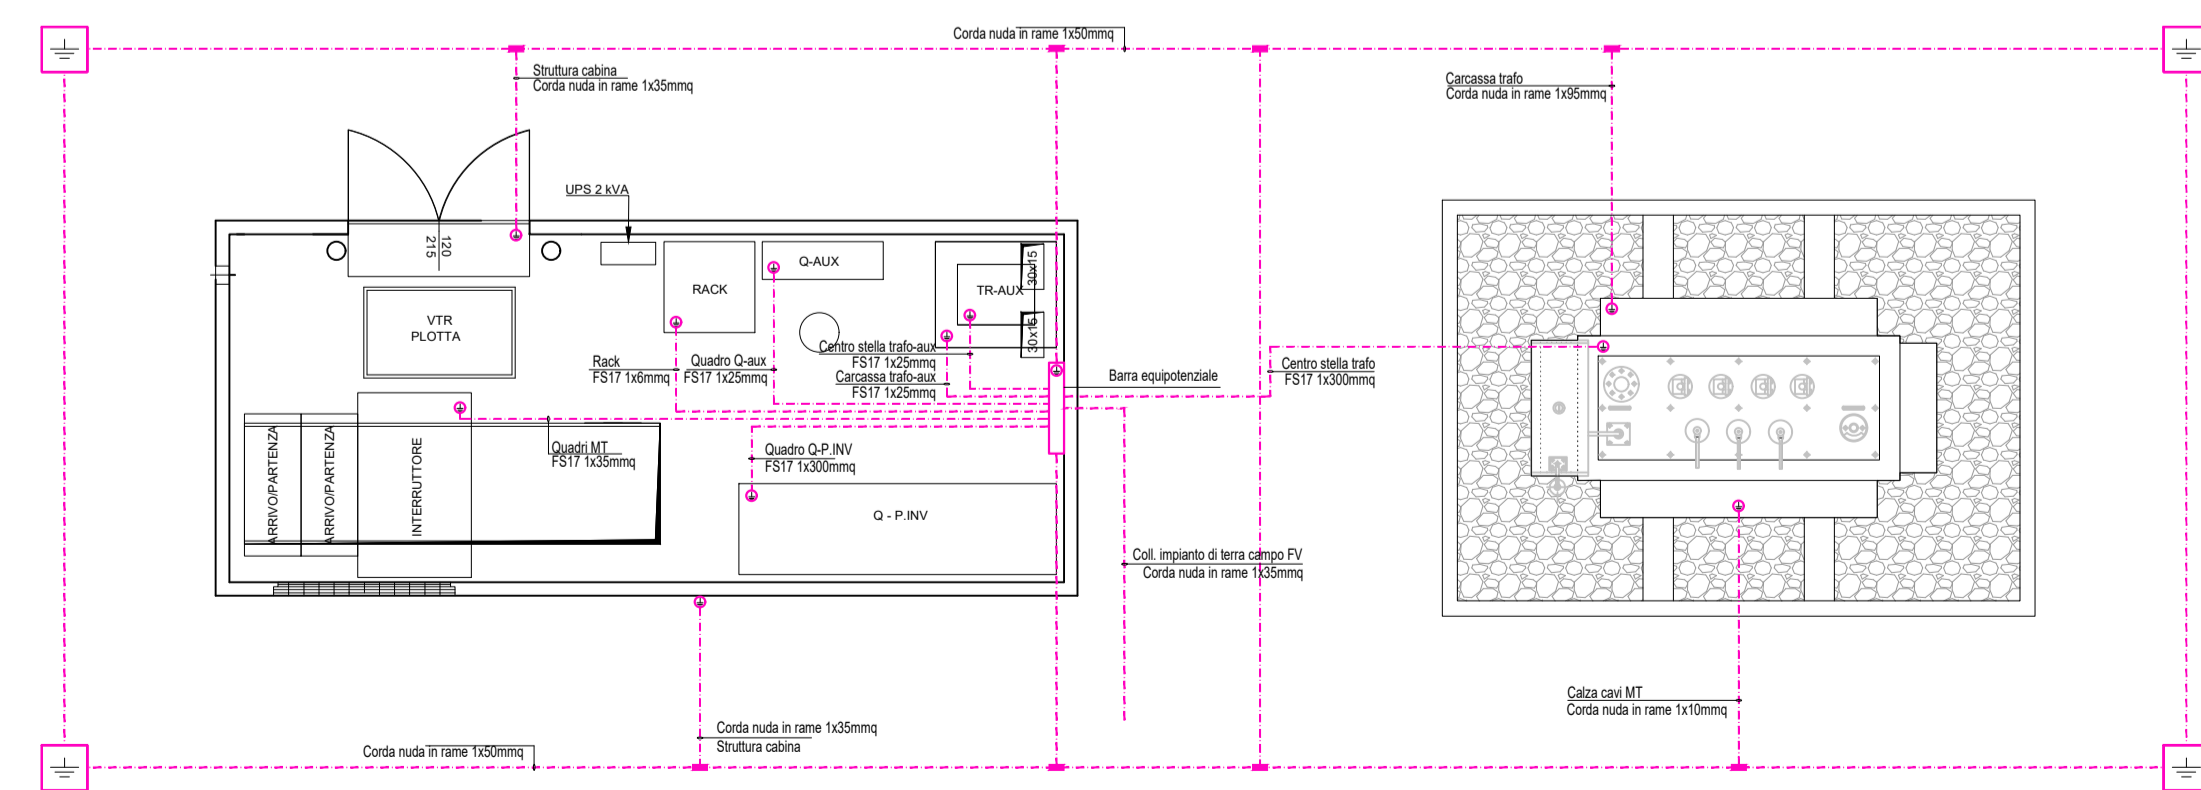 Corda nuda in rame 1x50mmq
Struttura cabina
Corda nuda in rame 1x35mmq
Carcassa trafo
Corda nuda in rame 1x95mmq
UPS 2 kVA
120
215
VTR
PLOTTA
RACK
Q-AUX
TR-AUX
30x15
30x15
Rack
FS17 1x6mmq
Quadro Q-aux
FS17 1x25mmq
Centro stella trafo-aux
FS17 1x25mmq
Carcassa trafo-aux
FS17 1x25mmq
Barra equipotenziale
Centro stella trafo
FS17 1x300mmq
ARRIVO/PARTENZA
ARRIVO/PARTENZA
INTERRUTTORE
Quadri MT
FS17 1x35mmq
Quadro Q-P.INV
FS17 1x300mmq
Q - P.INV
Coll. impianto di terra campo FV
Corda nuda in rame 1x35mmq
Calza cavi MT
Corda nuda in rame 1x10mmq
Corda nuda in rame 1x35mmq
Struttura cabina
Corda nuda in rame 1x50mmq